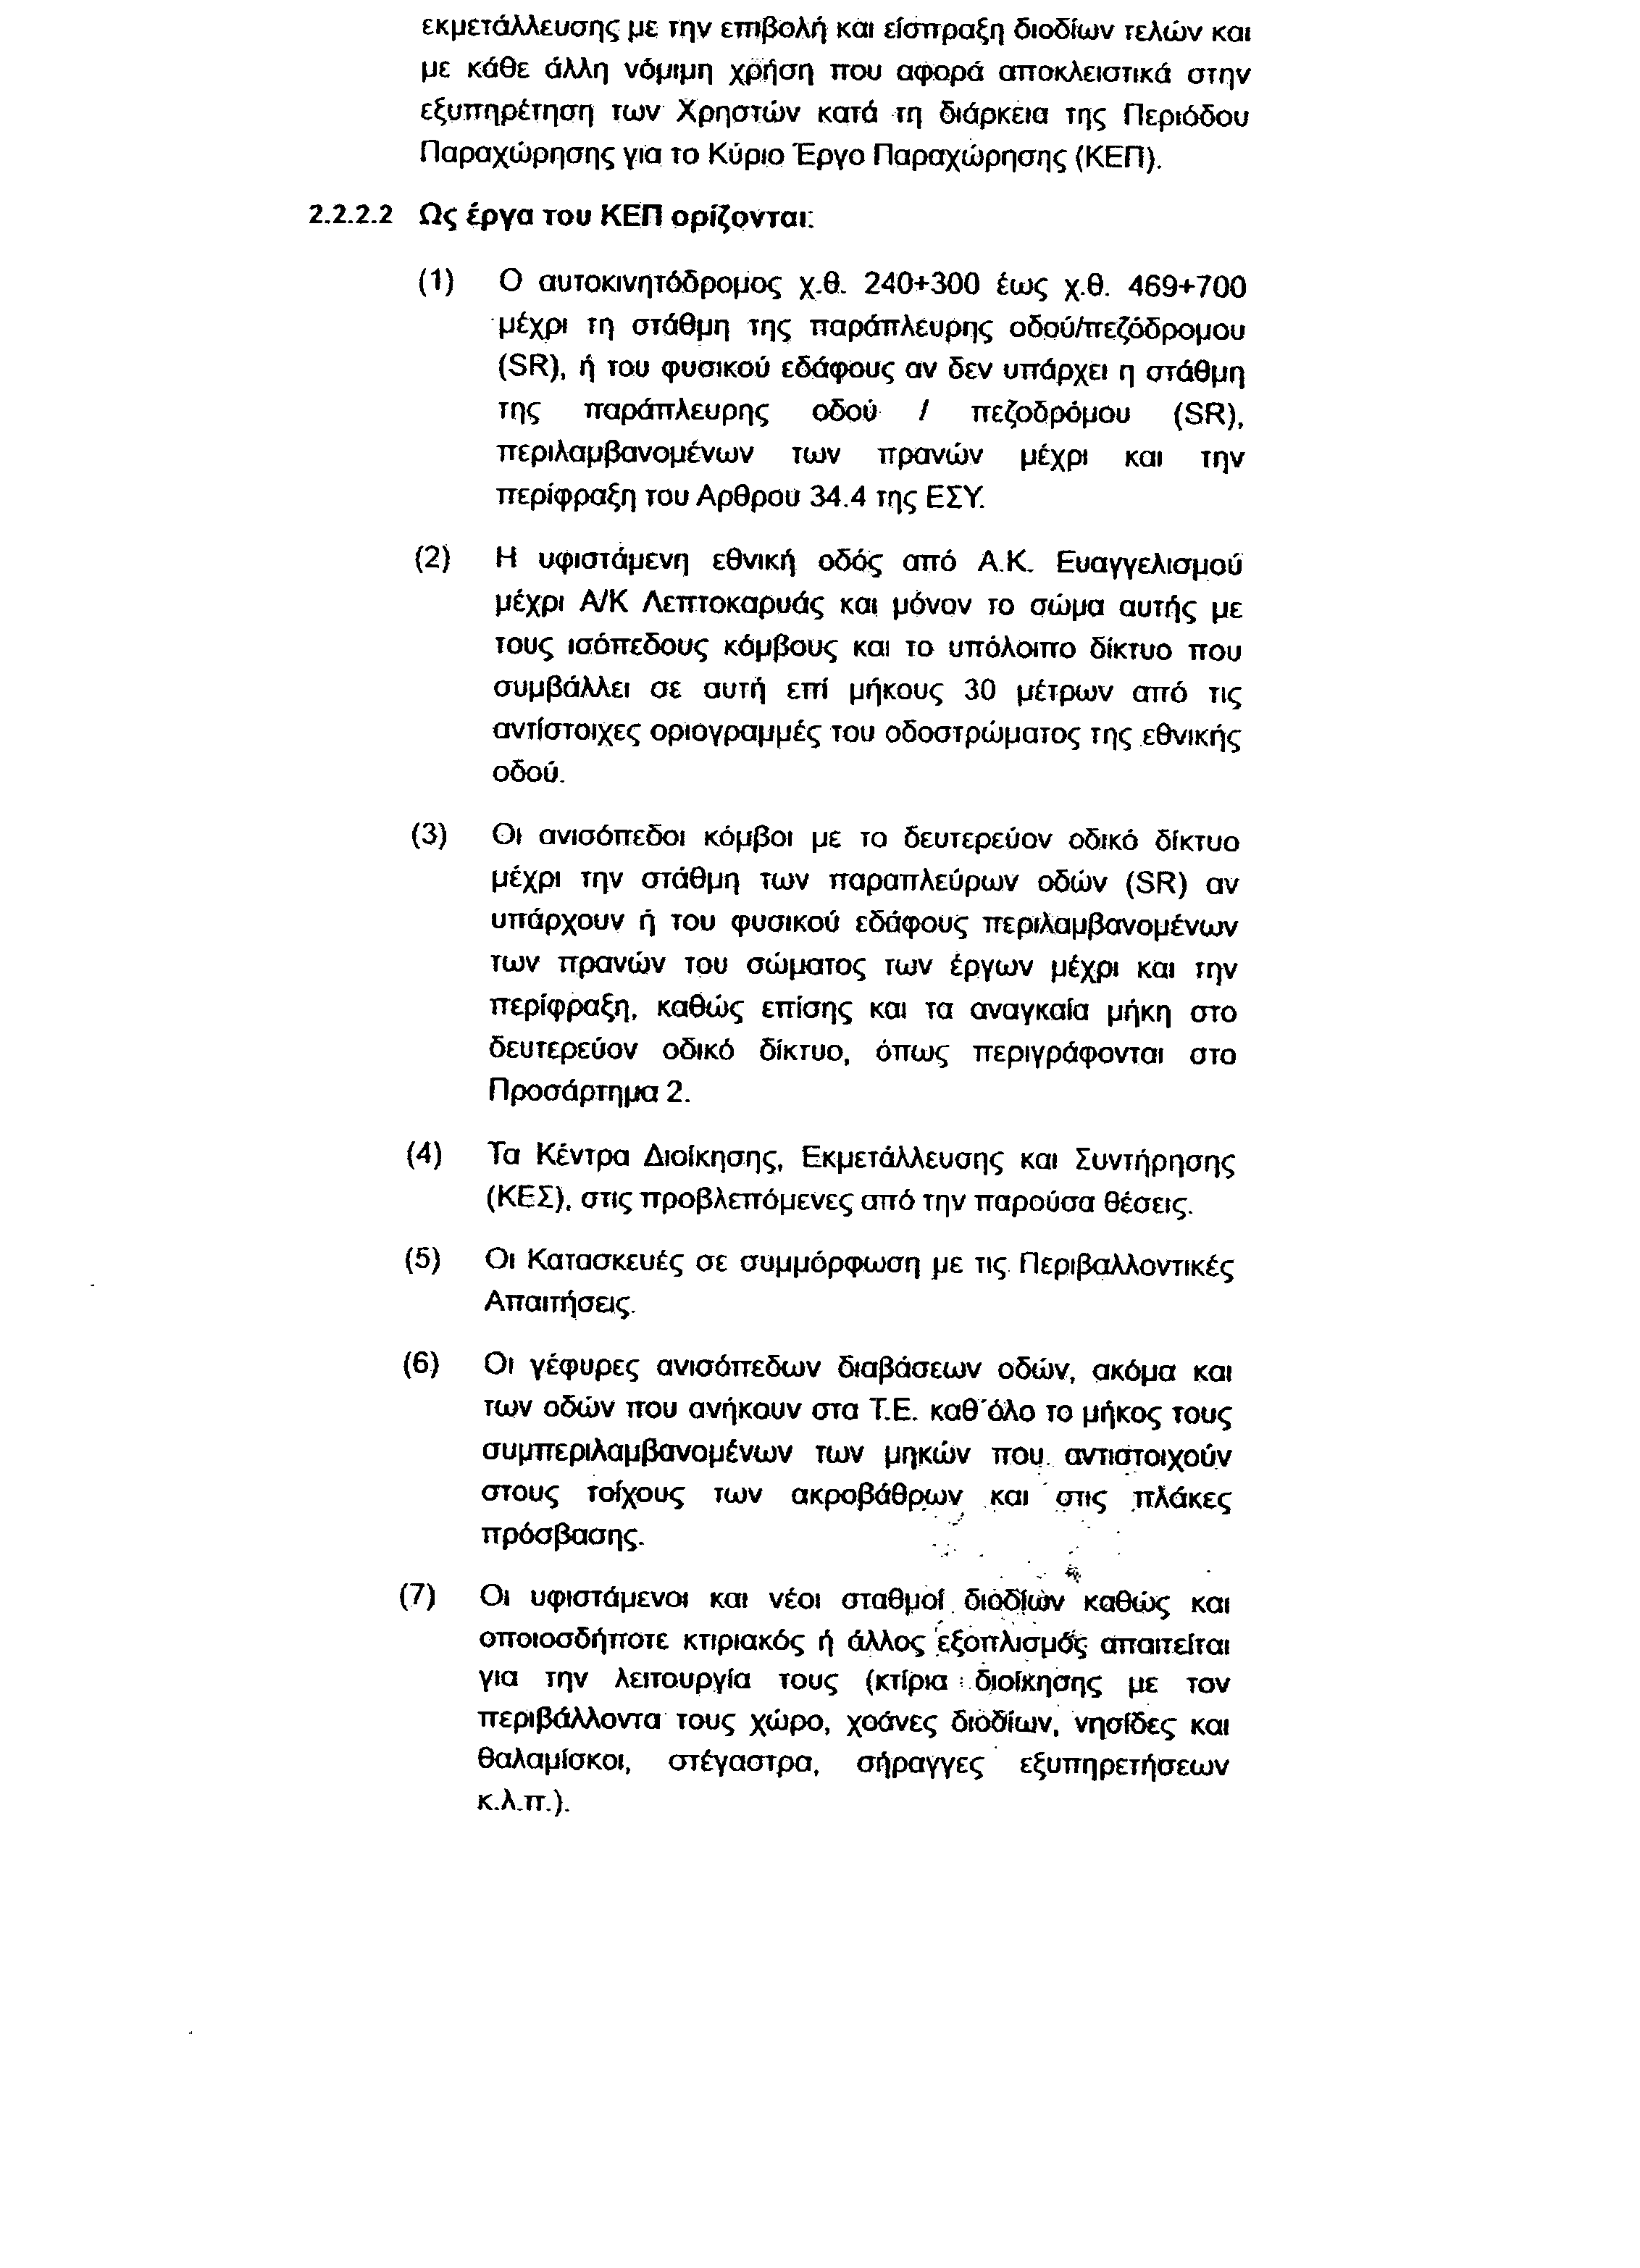 εκμετάλλευσης με την επιβολή και είσπραξη διοδίων τελών και
με κάθε άλλη νόμιμη χρήση που αφορά αποκλειστικά στην
εξυπηρέτηση των Χρηστών κατά τη διάρκεια της Περιόδου
Παραχώρησης για το Κύριο Έργο Παραχώρησης (ΚΕΠ).
2.2.2.2 Ως έργα του ΚΕΠ ορίζονται:
(1) Ο αυτοκινητόδρομος χ.θ. 240+300 έως χ.θ. 469+700
μέχρι τη στάθμη της παράπλευρης οδού/πεζόδρομου
(SR), ή του φυσικού εδάφους αν δεν υπάρχει η στάθμη
της παράπλευρης οδού / πεζοδρόμου (SR),
περιλαμβανομένων των πρανών μέχρι και την
περίφραξη του Αρθρου 34.4 της ΕΣΥ.
(2) Η υφιστάμενη εθνική οδός από Α.Κ. Ευαγγελισμού
μέχρι Α/Κ Λεπτοκαρυάς και μόνον το σώμα αυτής με
τους ισόπεδους κόμβους και το υπόλοιπο δίκτυο που
συμβάλλει σε αυτή επί μήκους 30 μέτρων από τις
αντίστοιχες οριογραμμές του οδοστρώματος της εθνικής
οδού.
(3) Οι ανισόπεδοι κόμβοι με το δευτερεύον οδικό δίκτυο
μέχρι την στάθμη των παραπλεύρων οδών (SR) αν
υπάρχουν ή του φυσικού εδάφους περιλαμβανομένων
των πρανών του σώματος των έργων μέχρι και την
περίφραξη, καθώς επίσης και τα αναγκαία μήκη στο
δευτερεύον οδικό δίκτυο, όπως περιγράφονται στο
Προσάρτημα 2.
(4) Τα Κέντρα Διοίκησης, Εκμετάλλευσης και Συντήρησης
(ΚΕΣ), στις προβλεπόμενες από την παρούσα θέσεις.
(5) Οι Κατασκευές σε συμμόρφωση με τις Περιβαλλοντικές
Απαιτήσεις.
(6) Οι γέφυρες ανισόπεδων διαβάσεων οδών, ακόμα και
των οδών που ανήκουν στα Τ.Ε. καθ΄όλο το μήκος τους
συμπεριλαμβανομένων των μηκών που αντιστοιχούν
στους τοίχους των ακροβάθρων και στις πλάκες
πρόσβασης.
(7) Οι υφιστάμενοι και νέοι σταθμοί διοδίων καθώς και
οποιοσδήποτε κτιριακός ή άλλος εξοπλισμός απαιτείται
για την λειτουργία τους (κτίρια διοίκησης με τον
περιβάλλοντα τους χώρο, χοάνες διοδίων, νησίδες και
θαλαμίσκοι, στέγαστρα, σήραγγες εξυπηρετήσεων
κ.λ.π.).